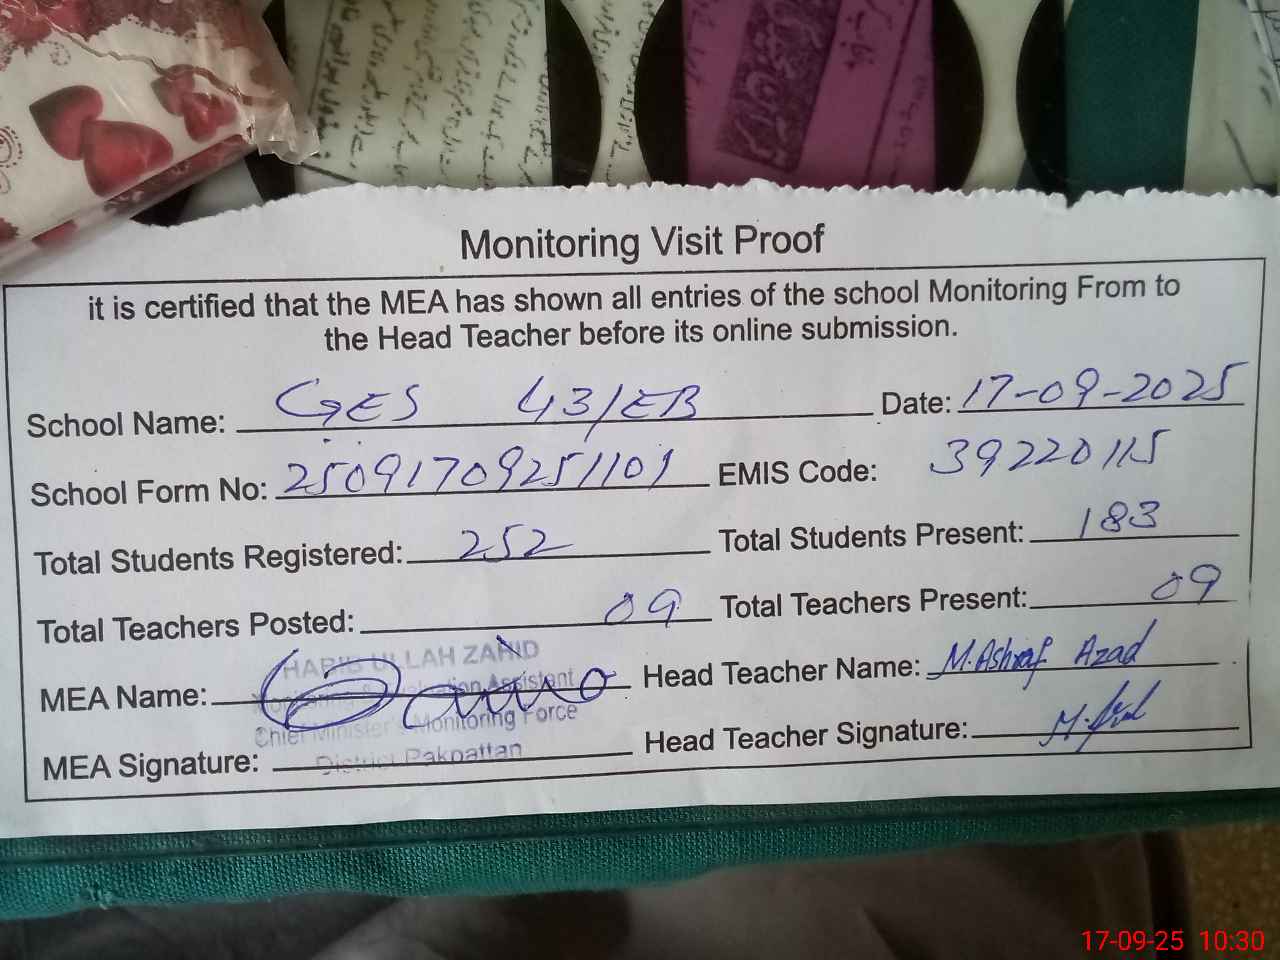 Monitoring Visit Proof
it is certified that the MEA has shown all entries of the school Monitoring From to
the Head Teacher before its online submission.
School Name: GES 43/EB Date: 17-09-2025
School Form No: 25091709251101 EMIS Code: 39220115
Total Students Registered: 252 Total Students Present: 183
Total Teachers Posted: 09 Total Teachers Present: 09
HABIB ULLAH ZAHID
MEA Name: Head Teacher Name: M.Ashraf Azad
Monitoring & Evaluation Assistant
Chief Minister's Monitoring Force
MEA Signature: Head Teacher Signature:
District Pakpattan
17-09-25 10:30